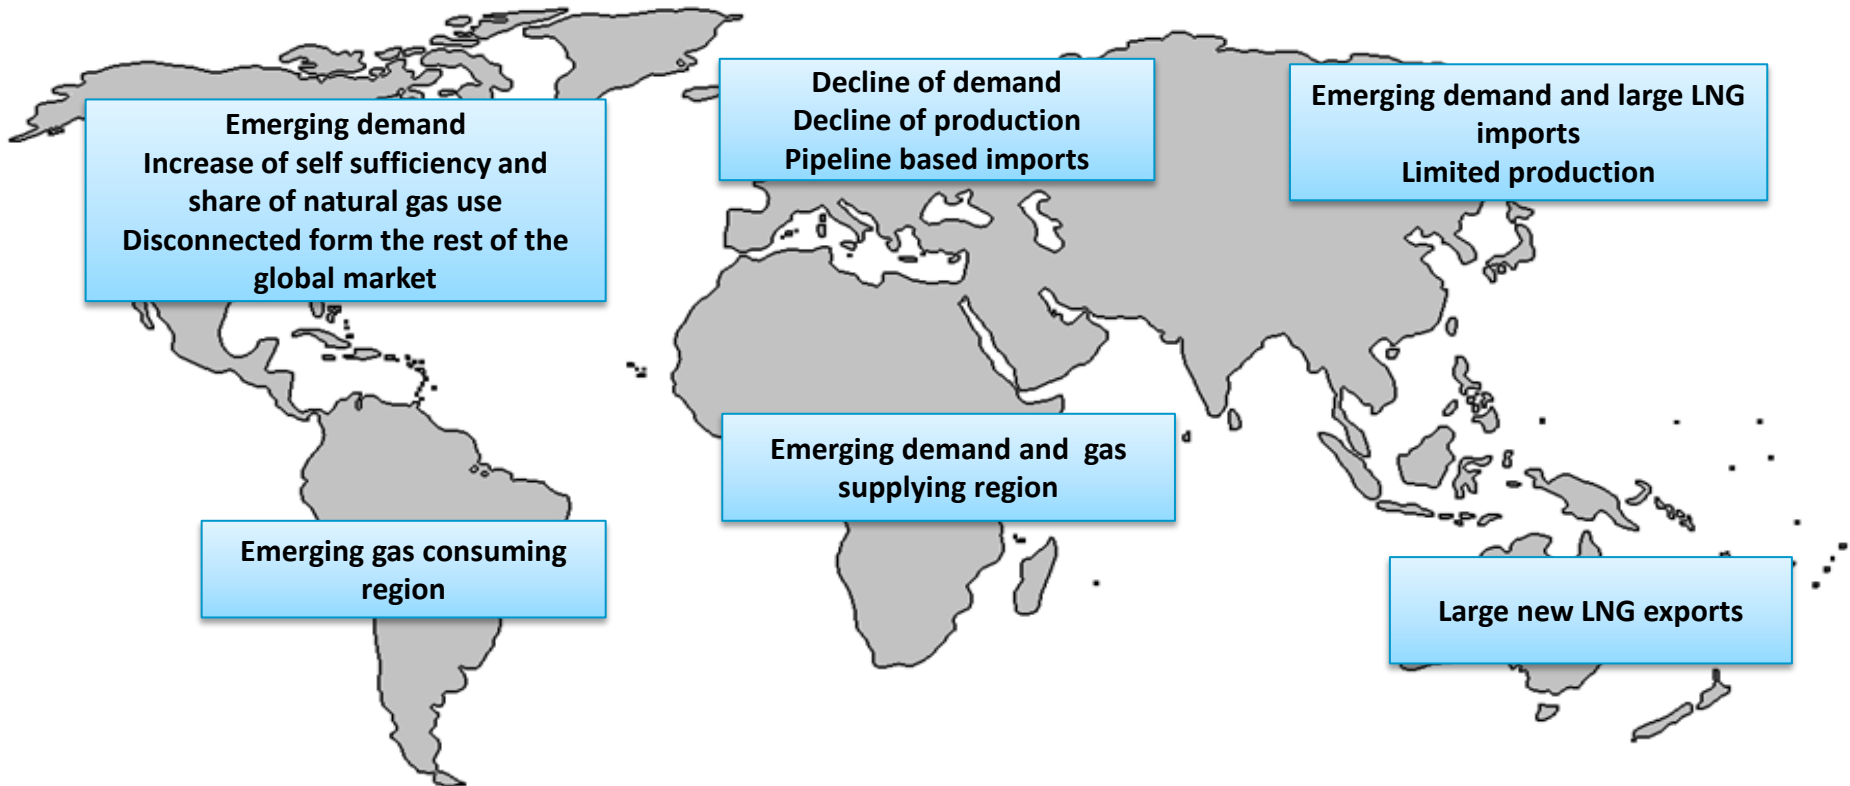 Emerging demand
Increase of self sufficiency and
share of natural gas use
Disconnected form the rest of the
global market
Decline of demand
Decline of production
Pipeline based imports
Emerging demand and large LNG
imports
Limited production
Emerging demand and  gas
supplying region
Emerging gas consuming
region
Large new LNG exports